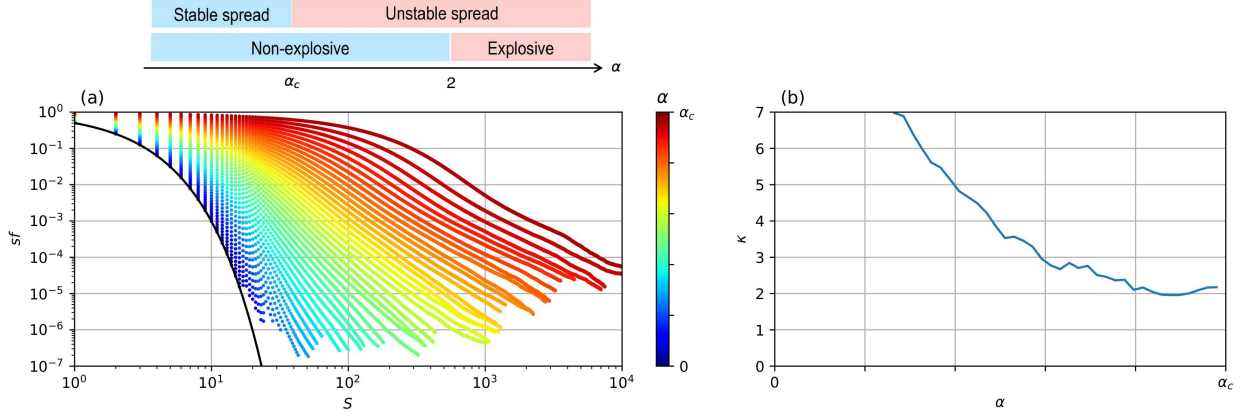 Stable spread Unstable spread
Non-explosive Explosive
α
α_c 2
(a) α (b)
10^0 α_c 7
10^-1 6
10^-2 5
10^-3 4
sf κ
10^-4 3
10^-5 2
10^-6 1
10^-7 0 0
10^0 10^1 10^2 10^3 10^4 0 α_c
S α